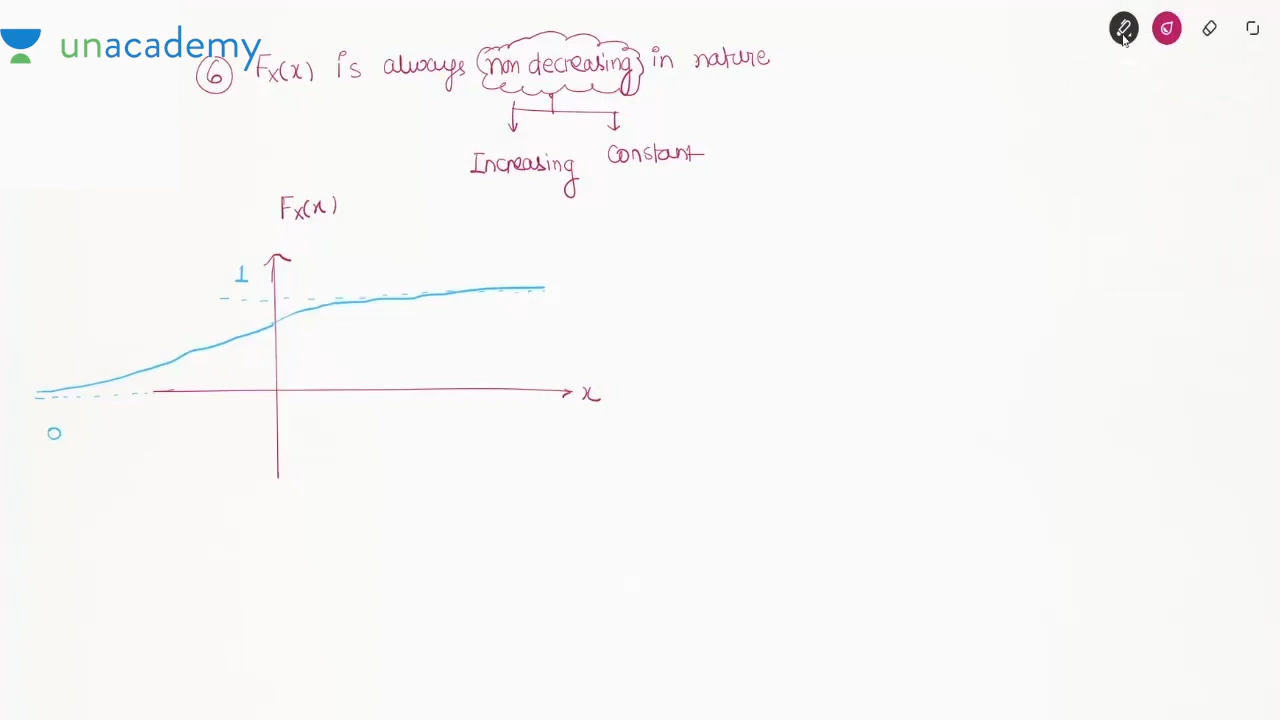 unacademy
⑥ Fx(x) is always non decreasing in nature
Increasing constant
Fx(x)
1
x
0